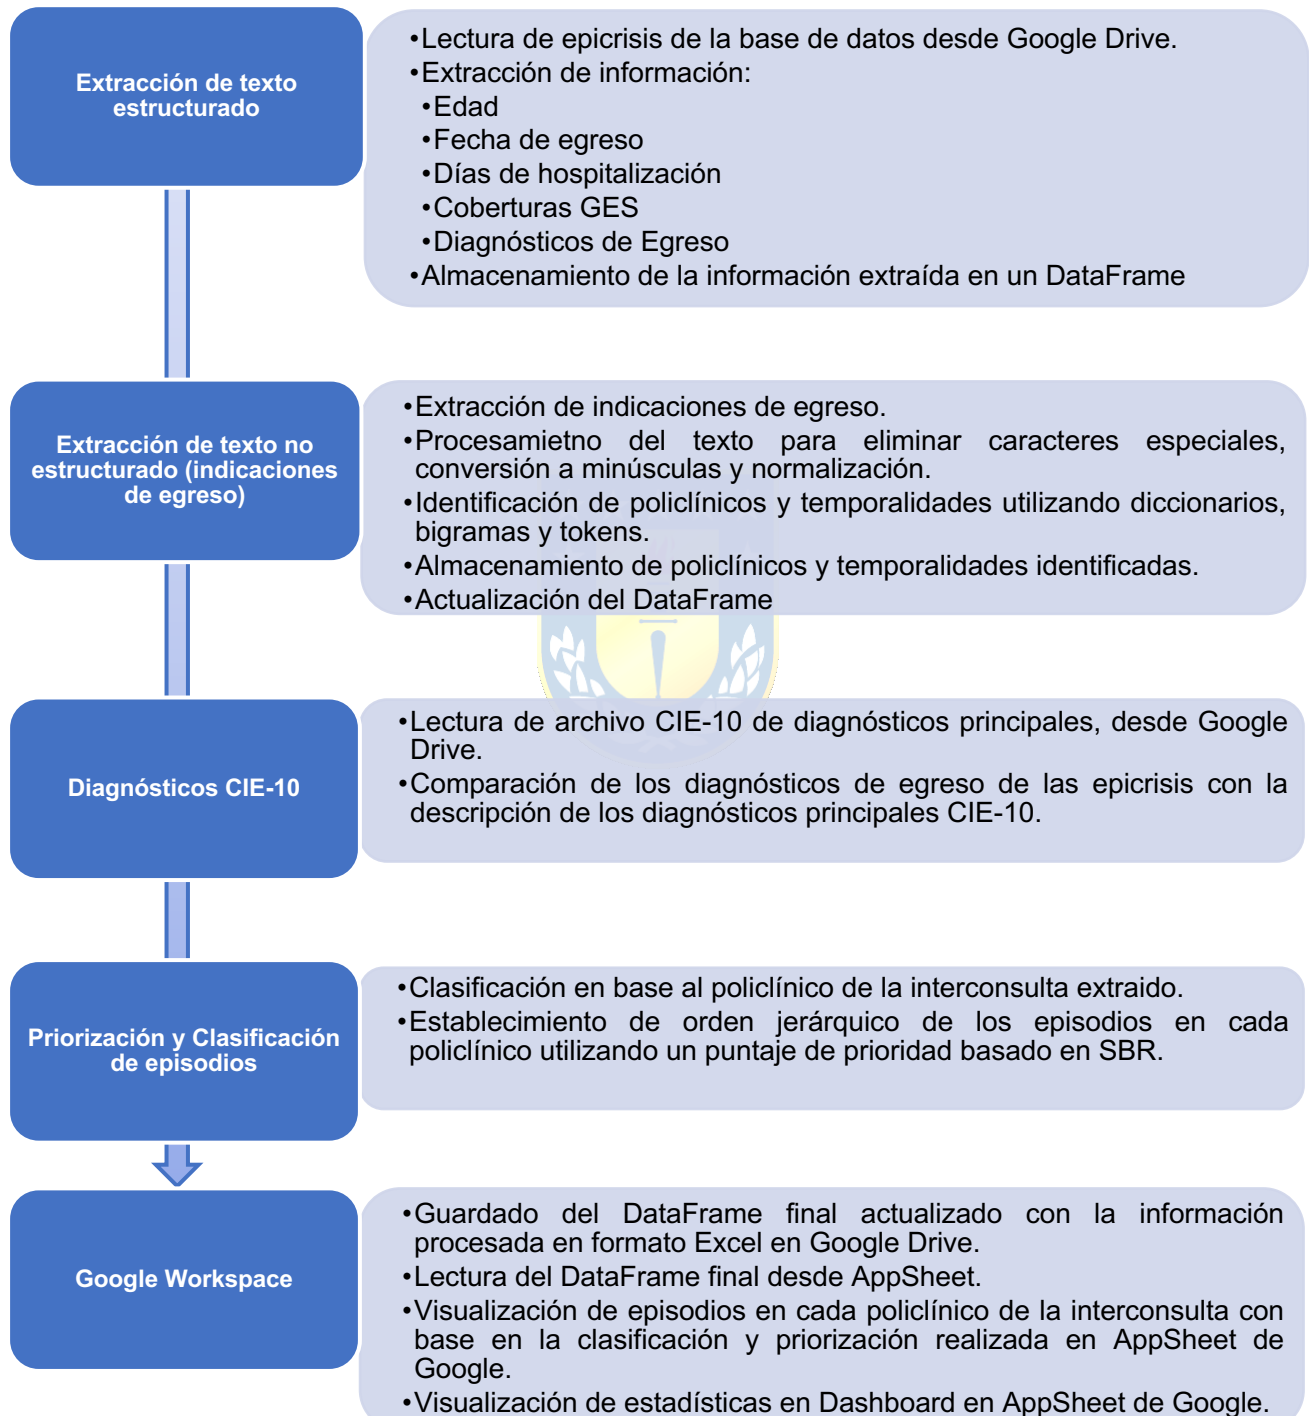 Extracción de texto
estructurado
•Lectura de epicrisis de la base de datos desde Google Drive.
•Extracción de información:
•Edad
•Fecha de egreso
•Días de hospitalización
•Coberturas GES
•Diagnósticos de Egreso
•Almacenamiento de la información extraída en un DataFrame
Extracción de texto no
estructurado (indicaciones
de egreso)
•Extracción de indicaciones de egreso.
•Procesamietno del texto para eliminar caracteres especiales,
conversión a minúsculas y normalización.
•Identificación de policlínicos y temporalidades utilizando diccionarios,
bigramas y tokens.
•Almacenamiento de policlínicos y temporalidades identificadas.
•Actualización del DataFrame
Diagnósticos CIE-10
•Lectura de archivo CIE-10 de diagnósticos principales, desde Google
Drive.
•Comparación de los diagnósticos de egreso de las epicrisis con la
descripción de los diagnósticos principales CIE-10.
Priorización y Clasificación
de episodios
•Clasificación en base al policlínico de la interconsulta extraido.
•Establecimiento de orden jerárquico de los episodios en cada
policlínico utilizando un puntaje de prioridad basado en SBR.
Google Workspace
•Guardado del DataFrame final actualizado con la información
procesada en formato Excel en Google Drive.
•Lectura del DataFrame final desde AppSheet.
•Visualización de episodios en cada policlínico de la interconsulta con
base en la clasificación y priorización realizada en AppSheet de
Google.
•Visualización de estadísticas en Dashboard en AppSheet de Google.